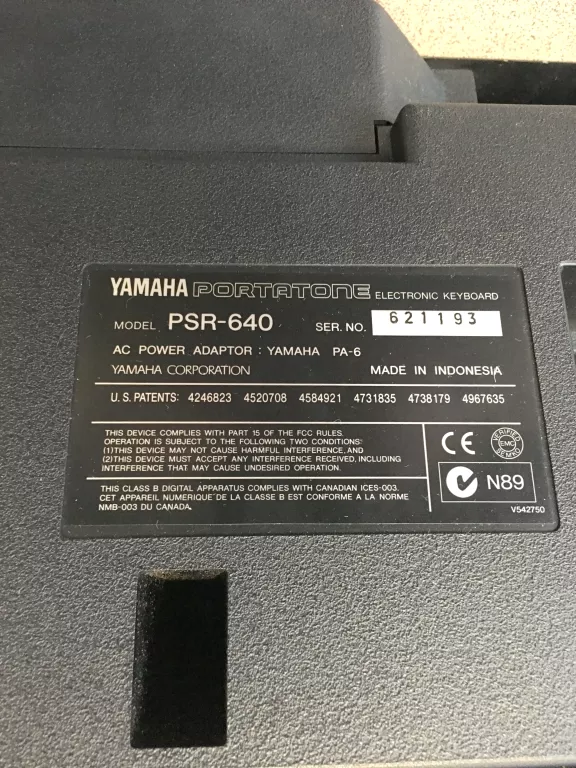 YAMAHA PORTATONE ELECTRONIC KEYBOARD
MODEL PSR-640 SER. NO. 621193
AC POWER ADAPTOR : YAMAHA PA-6
YAMAHA CORPORATION MADE IN INDONESIA
U.S. PATENTS: 4246823 4520708 4584921 4731835 4738179 4967635
THIS DEVICE COMPLIES WITH PART 15 OF THE FCC RULES.
OPERATION IS SUBJECT TO THE FOLLOWING TWO CONDITIONS:
(1)THIS DEVICE MAY NOT CAUSE HARMFUL INTERFERENCE,AND
(2)THIS DEVICE MUST ACCEPT ANY INTERFERENCE RECEIVED,INCLUDING
INTERFERENCE THAT MAY CAUSE UNDESIRED OPERATION.
THIS CLASS B DIGITAL APPARATUS COMPLIES WITH CANADIAN ICES-003.
CET APPAREIL NUMERIQUE DE LA CLASSE B EST CONFORME A LA NORME
NMB-003 DU CANADA.
CE
VERIFIED
EMC
SEMKO
N89
V542750